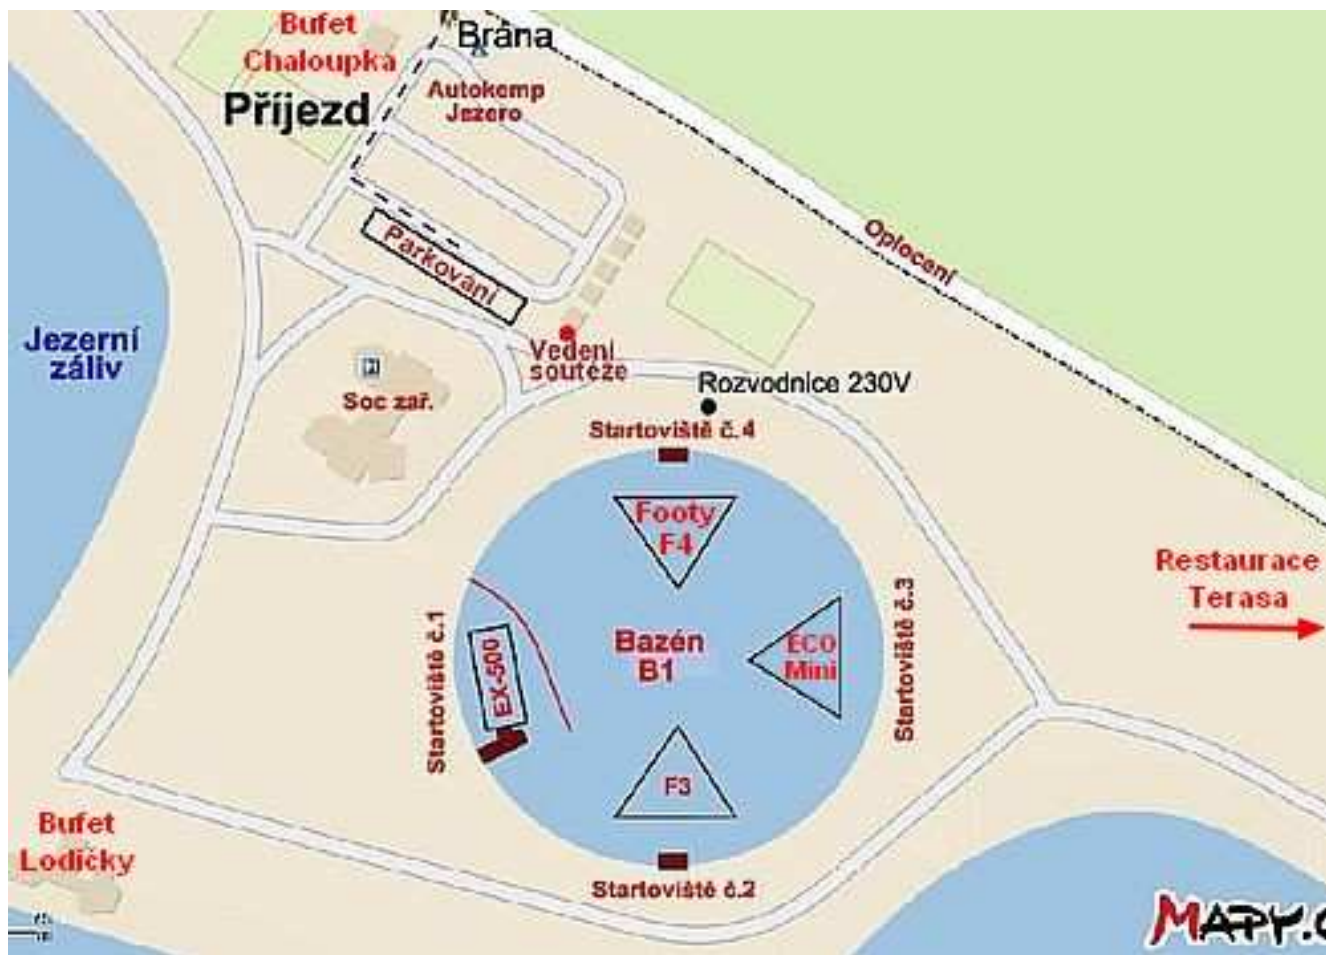 Bufet
Chaloupka
Brána
Příjezd
Autokemp
Jezero
Oplocení
Parkování
Jezerní
záliv
Vedení
soutěže
Soc zař.
Rozvodnice 230V
Startoviště č.4
Footy
F4
Restaurace
Terasa
Startoviště č.1
EX-500
Bazén
B1
ECO
Mini
Startoviště č.3
F3
Bufet
Lodičky
Startoviště č.2
MAPY.c